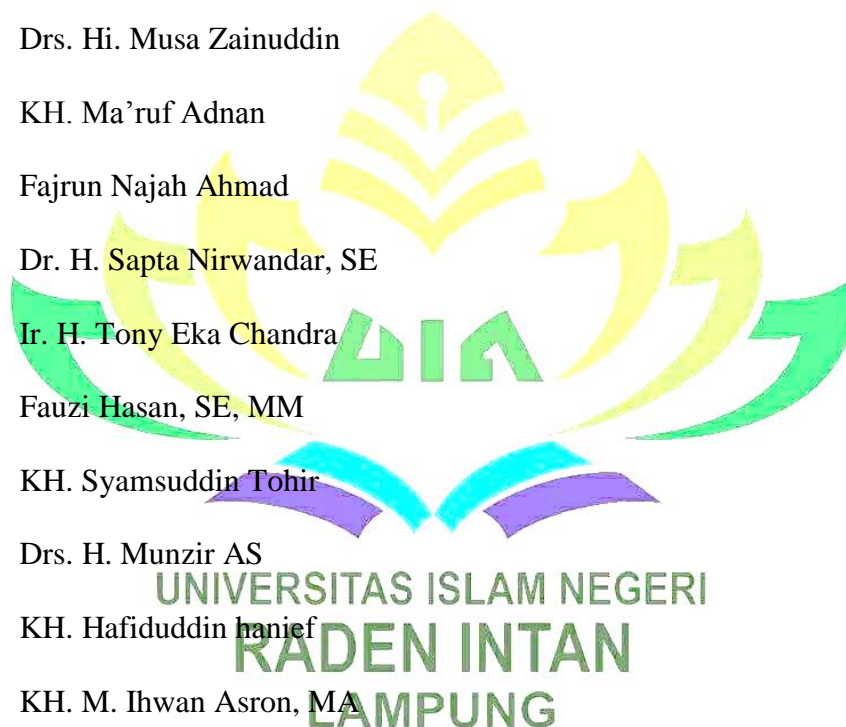 Drs. Hi. Musa Zainuddin
KH. Ma’ruf Adnan
Fajrun Najah Ahmad
Dr. H. Sapta Nirwandar, SE
Ir. H. Tony Eka Chandra
UIN
Fauzi Hasan, SE, MM
KH. Syamsuddin Tohir
Drs. H. Munzir AS
UNIVERSITAS ISLAM NEGERI
KH. Hafiduddin hanief
RADEN INTAN
KH. M. Ihwan Asron, MA
LAMPUNG